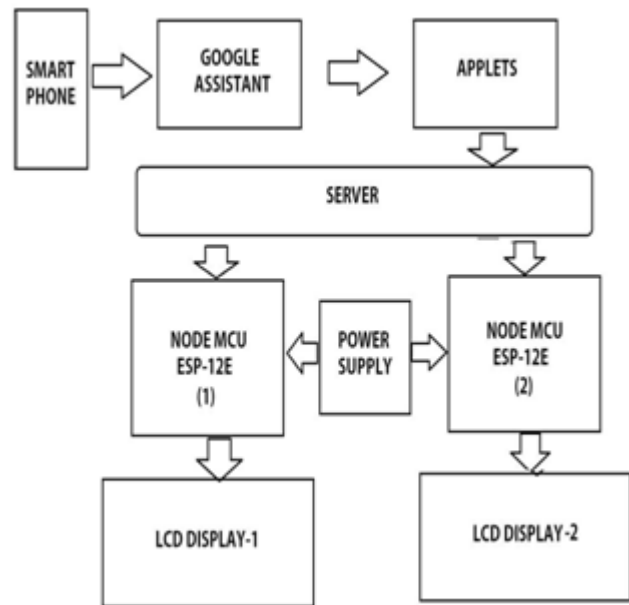 SMART
PHONE
GOOGLE
ASSISTANT
APPLETS
SERVER
NODE MCU
ESP-12E
(1)
POWER
SUPPLY
NODE MCU
ESP-12E
(2)
LCD DISPLAY-1
LCD DISPLAY-2